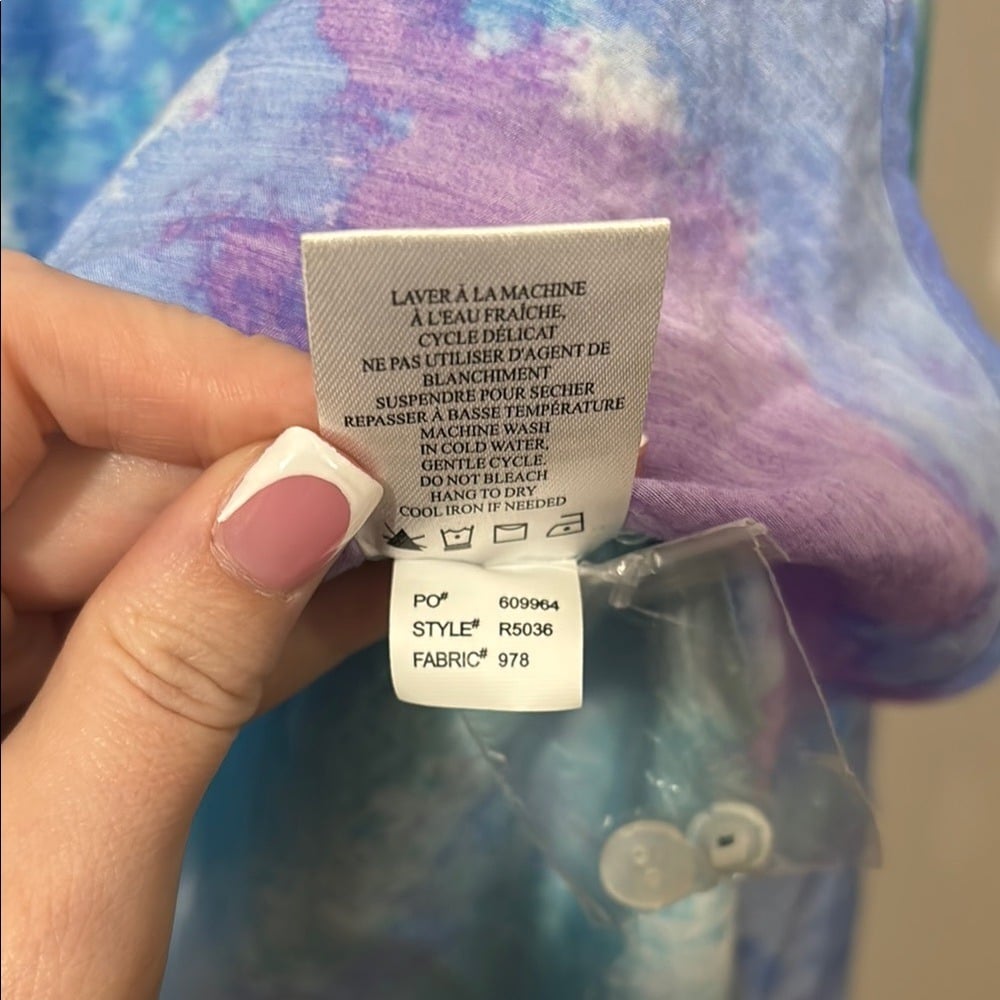 LAVER À LA MACHINE
À L'EAU FRAÎCHE,
CYCLE DÉLICAT
NE PAS UTILISER D'AGENT DE
BLANCHIMENT
SUSPENDRE POUR SECHER
REPASSER À BASSE TEMPÉRATURE
MACHINE WASH
IN COLD WATER,
GENTLE CYCLE.
DO NOT BLEACH
HANG TO DRY
COOL IRON IF NEEDED
PO# 609964
STYLE# R5036
FABRIC# 978